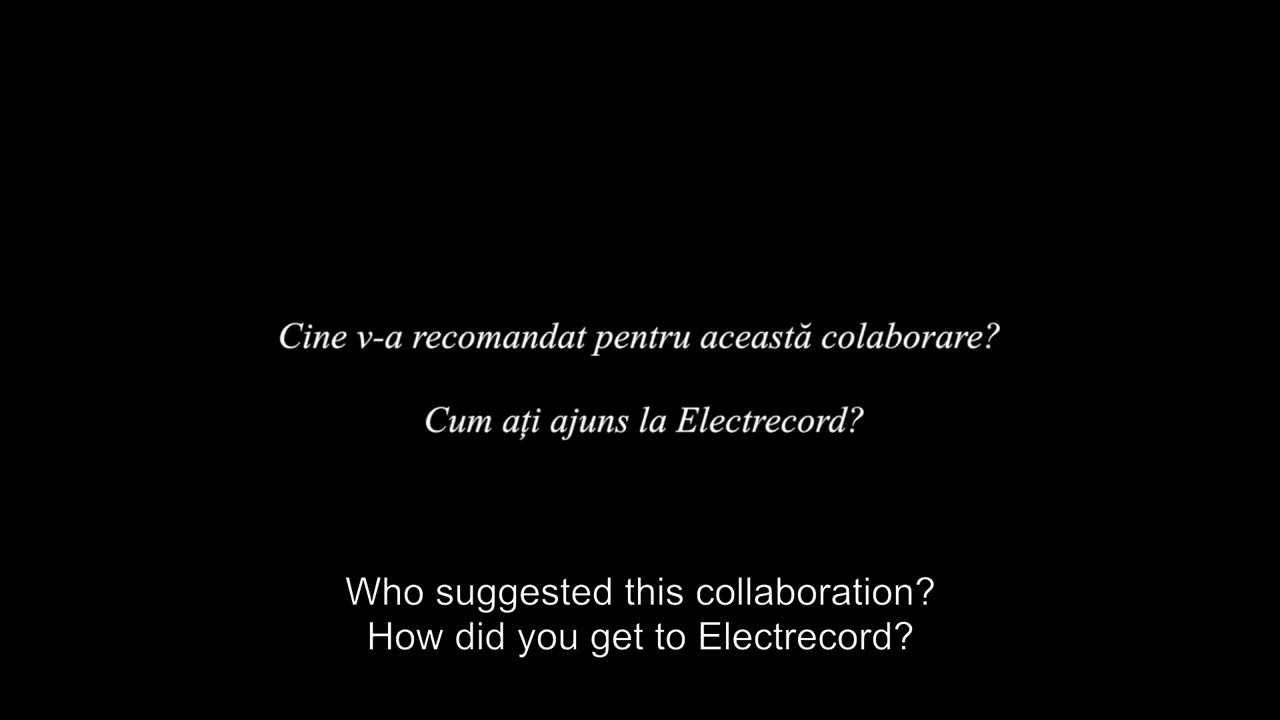 Cine v-a recomandat pentru această colaborare?
Cum ați ajuns la Electrecord?
Who suggested this collaboration?
How did you get to Electrecord?